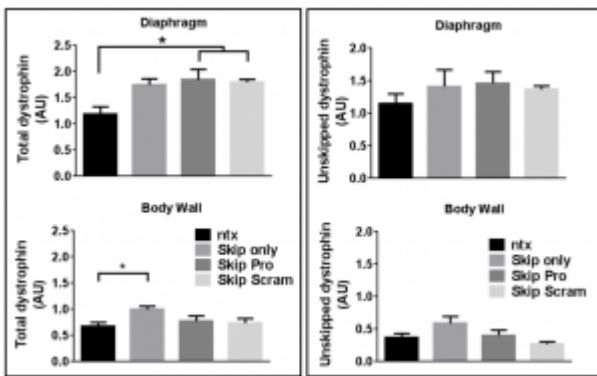 Diaphragm
*
Total dystrophin
(AU)
2.5
2.0
1.5
1.0
0.5
0.0
Diaphragm
Unskipped dystrophin
(AU)
2.0
1.5
1.0
0.5
0.0
Body Wall
*
Total dystrophin
(AU)
2.5
2.0
1.5
1.0
0.5
0.0
ntx
Skip only
Skip Pro
Skip Scram
Body Wall
Unskipped dystrophin
(AU)
2.0
1.5
1.0
0.5
0.0
ntx
Skip only
Skip Pro
Skip Scram